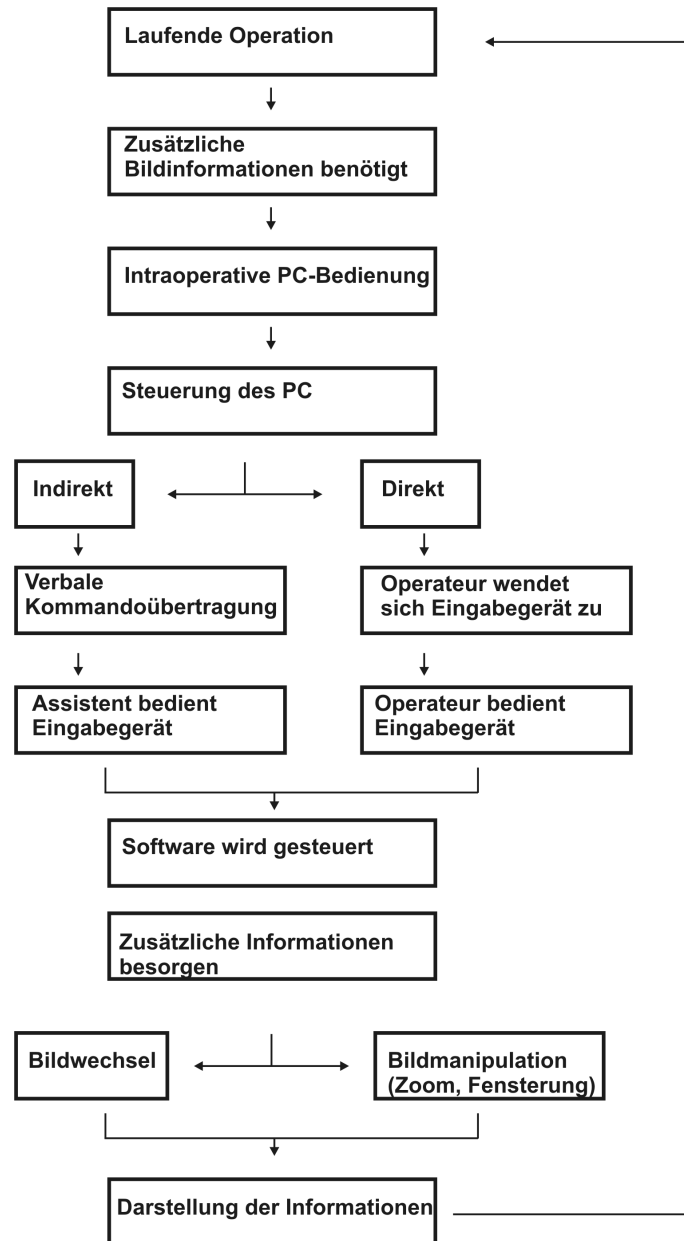 Laufende Operation
Zusätzliche
Bildinformationen benötigt
Intraoperative PC-Bedienung
Steuerung des PC
Indirekt
Direkt
Verbale
Kommandoübertragung
Operateur wendet
sich Eingabegerät zu
Assistent bedient
Eingabegerät
Operateur bedient
Eingabegerät
Software wird gesteuert
Zusätzliche Informationen
besorgen
Bildwechsel
Bildmanipulation
(Zoom, Fensterung)
Darstellung der Informationen